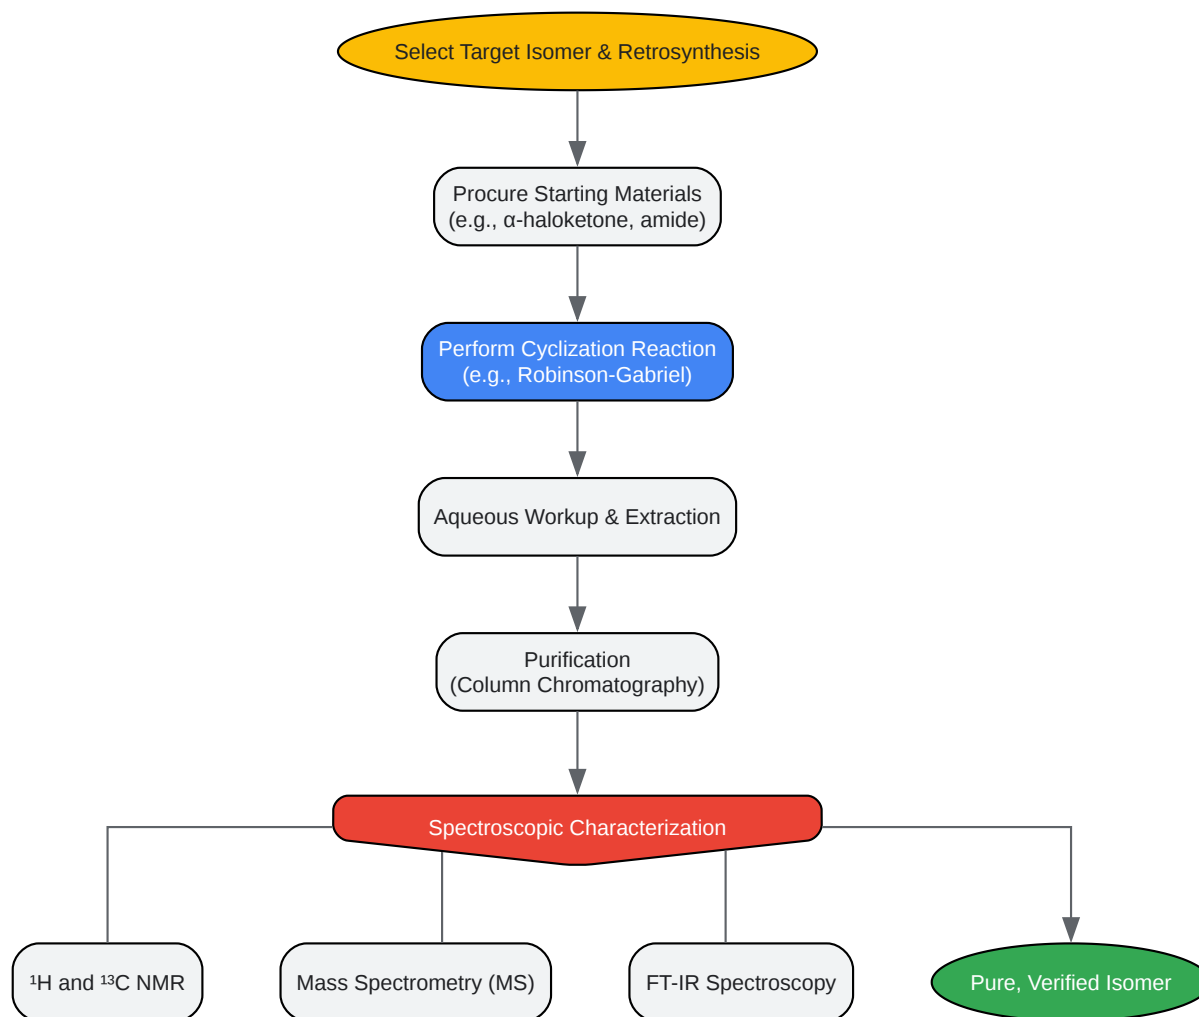 Select Target Isomer & Retrosynthesis
Procure Starting Materials
(e.g., α-haloketone, amide)
Perform Cyclization Reaction
(e.g., Robinson-Gabriel)
Aqueous Workup & Extraction
Purification
(Column Chromatography)
Spectroscopic Characterization
¹H and ¹³C NMR
Mass Spectrometry (MS)
FT-IR Spectroscopy
Pure, Verified Isomer